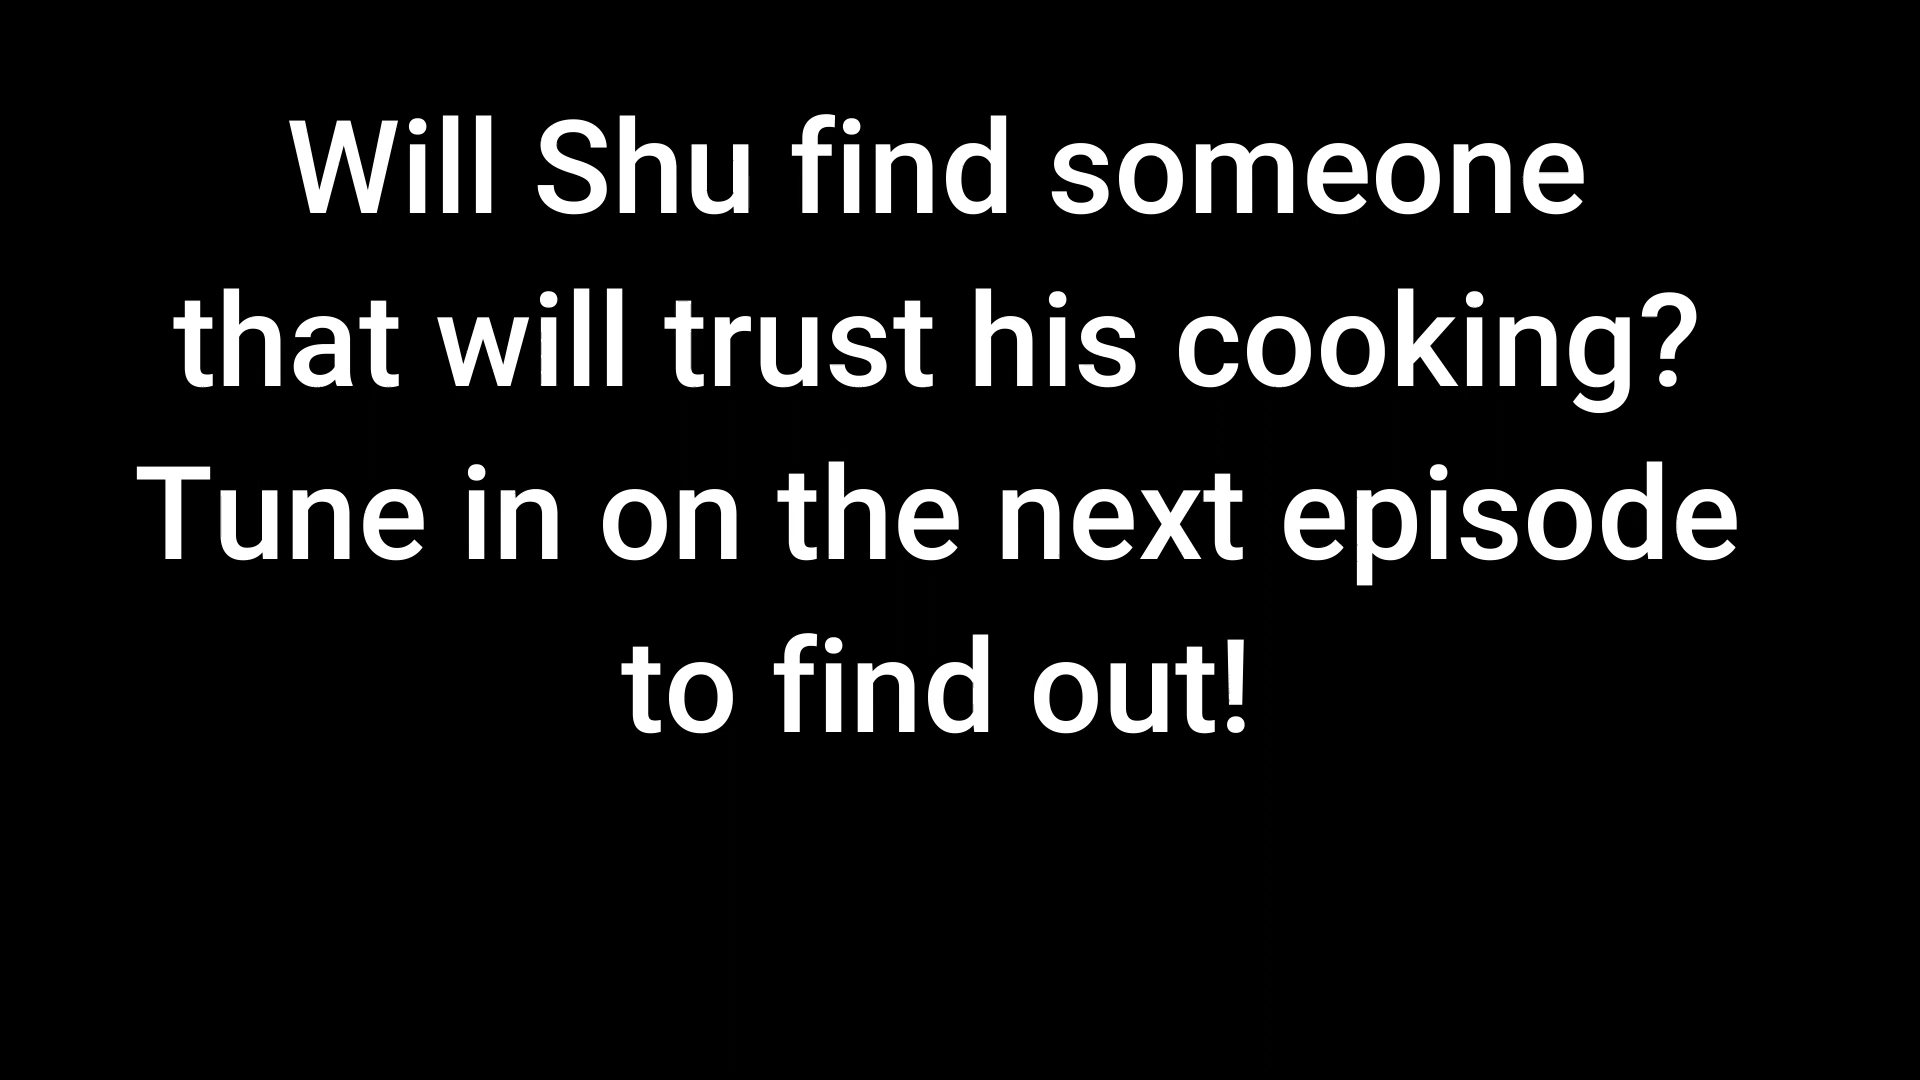 Will Shu find someone
that will trust his cooking?
Tune in on the next episode
to find out!